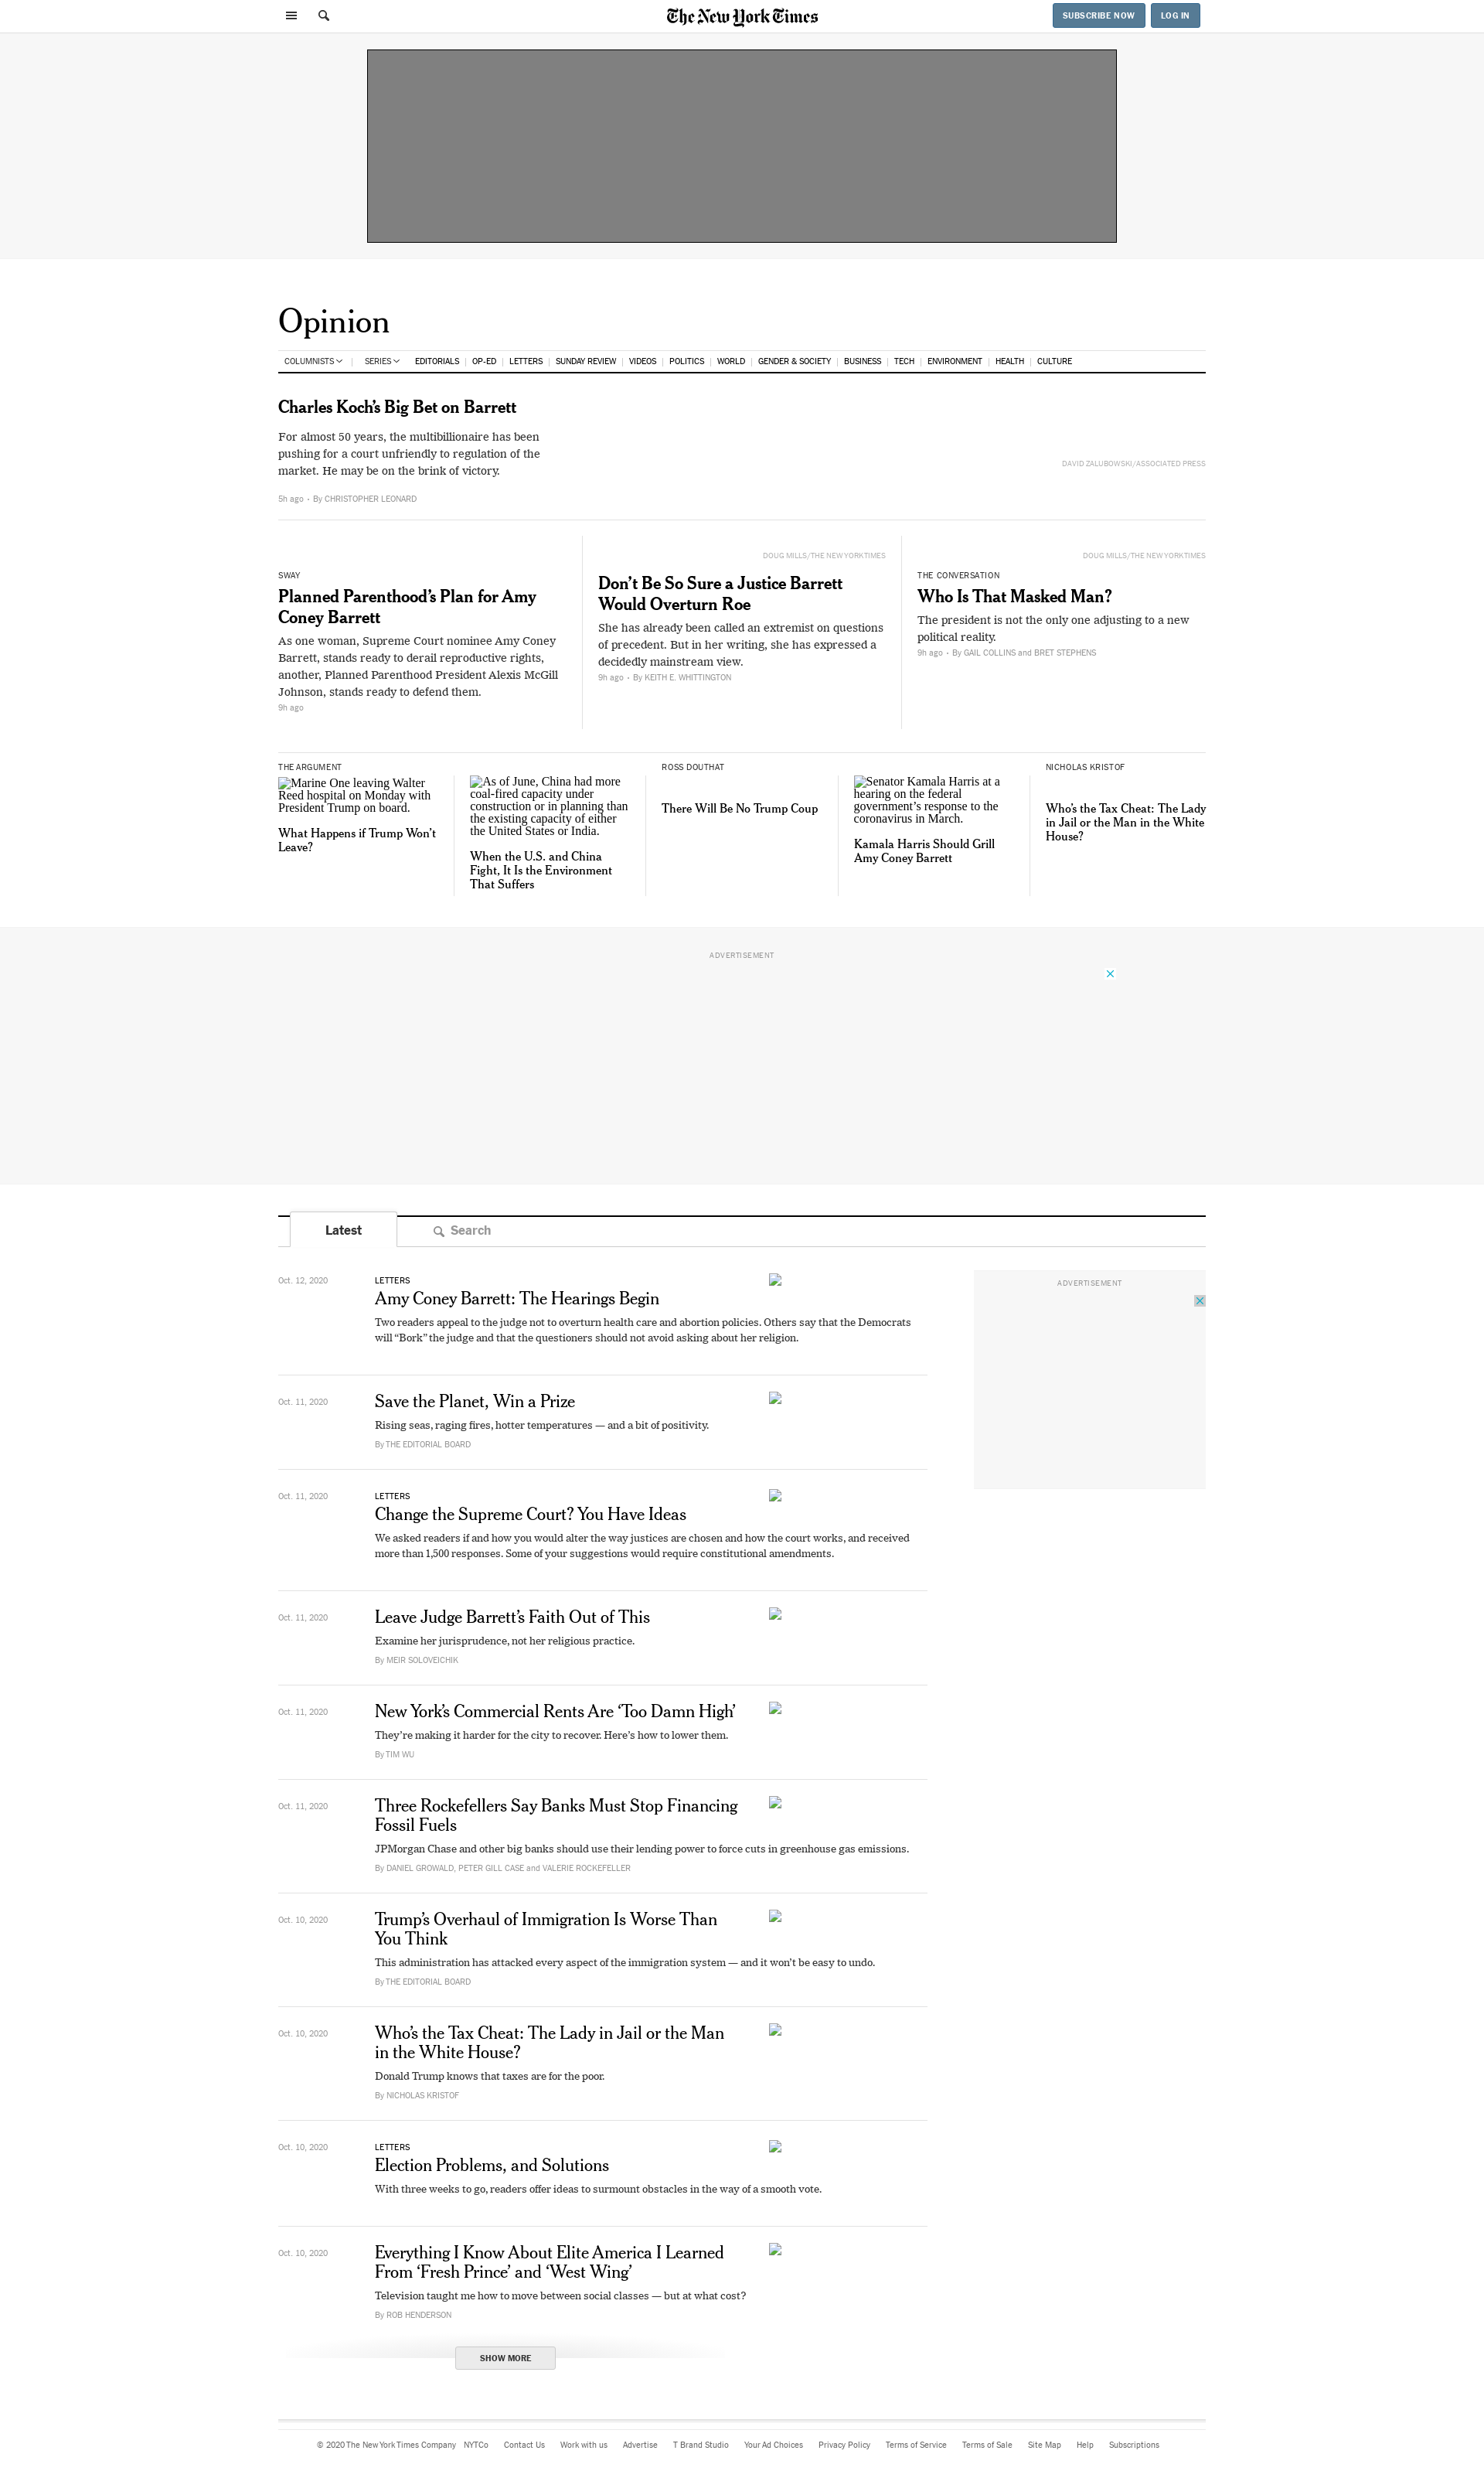 The New York Times
SUBSCRIBE NOW
LOG IN
Opinion
COLUMNISTS
SERIES
EDITORIALS
OP-ED
LETTERS
SUNDAY REVIEW
VIDEOS
POLITICS
WORLD
GENDER & SOCIETY
BUSINESS
TECH
ENVIRONMENT
HEALTH
CULTURE
Charles Koch’s Big Bet on Barrett
For almost 50 years, the multibillionaire has been
pushing for a court unfriendly to regulation of the
market. He may be on the brink of victory.
5h ago • By CHRISTOPHER LEONARD
DAVID ZALUBOWSKI/ASSOCIATED PRESS
SWAY
Planned Parenthood’s Plan for Amy
Coney Barrett
As one woman, Supreme Court nominee Amy Coney
Barrett, stands ready to derail reproductive rights,
another, Planned Parenthood President Alexis McGill
Johnson, stands ready to defend them.
9h ago
DOUG MILLS/THE NEW YORK TIMES
Don’t Be So Sure a Justice Barrett
Would Overturn Roe
She has already been called an extremist on questions
of precedent. But in her writing, she has expressed a
decidedly mainstream view.
9h ago • By KEITH E. WHITTINGTON
DOUG MILLS/THE NEW YORK TIMES
THE CONVERSATION
Who Is That Masked Man?
The president is not the only one adjusting to a new
political reality.
9h ago • By GAIL COLLINS and BRET STEPHENS
THE ARGUMENT
Marine One leaving Walter
Reed hospital on Monday with
President Trump on board.
What Happens if Trump Won’t
Leave?
As of June, China had more
coal-fired capacity under
construction or in planning than
the existing capacity of either
the United States or India.
When the U.S. and China
Fight, It Is the Environment
That Suffers
ROSS DOUTHAT
There Will Be No Trump Coup
Senator Kamala Harris at a
hearing on the federal
government’s response to the
coronavirus in March.
Kamala Harris Should Grill
Amy Coney Barrett
NICHOLAS KRISTOF
Who’s the Tax Cheat: The Lady
in Jail or the Man in the White
House?
ADVERTISEMENT
Latest
Search
Oct. 12, 2020
LETTERS
Amy Coney Barrett: The Hearings Begin
Two readers appeal to the judge not to overturn health care and abortion policies. Others say that the Democrats
will “Bork” the judge and that the questioners should not avoid asking about her religion.
ADVERTISEMENT
Oct. 11, 2020
Save the Planet, Win a Prize
Rising seas, raging fires, hotter temperatures — and a bit of positivity.
By THE EDITORIAL BOARD
Oct. 11, 2020
LETTERS
Change the Supreme Court? You Have Ideas
We asked readers if and how you would alter the way justices are chosen and how the court works, and received
more than 1,500 responses. Some of your suggestions would require constitutional amendments.
Oct. 11, 2020
Leave Judge Barrett’s Faith Out of This
Examine her jurisprudence, not her religious practice.
By MEIR SOLOVEICHIK
Oct. 11, 2020
New York’s Commercial Rents Are ‘Too Damn High’
They’re making it harder for the city to recover. Here’s how to lower them.
By TIM WU
Oct. 11, 2020
Three Rockefellers Say Banks Must Stop Financing
Fossil Fuels
JPMorgan Chase and other big banks should use their lending power to force cuts in greenhouse gas emissions.
By DANIEL GROWALD, PETER GILL CASE and VALERIE ROCKEFELLER
Oct. 10, 2020
Trump’s Overhaul of Immigration Is Worse Than
You Think
This administration has attacked every aspect of the immigration system — and it won’t be easy to undo.
By THE EDITORIAL BOARD
Oct. 10, 2020
Who’s the Tax Cheat: The Lady in Jail or the Man
in the White House?
Donald Trump knows that taxes are for the poor.
By NICHOLAS KRISTOF
Oct. 10, 2020
LETTERS
Election Problems, and Solutions
With three weeks to go, readers offer ideas to surmount obstacles in the way of a smooth vote.
Oct. 10, 2020
Everything I Know About Elite America I Learned
From ‘Fresh Prince’ and ‘West Wing’
Television taught me how to move between social classes — but at what cost?
By ROB HENDERSON
SHOW MORE
© 2020 The New York Times Company
NYTCo
Contact Us
Work with us
Advertise
T Brand Studio
Your Ad Choices
Privacy Policy
Terms of Service
Terms of Sale
Site Map
Help
Subscriptions